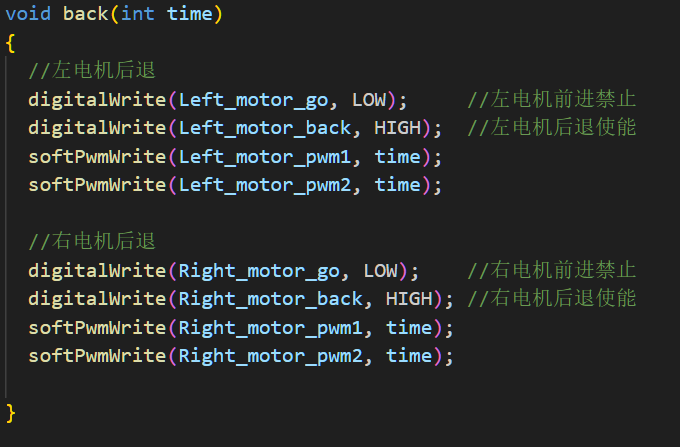 void back(int time)
{
  //左电机后退
  digitalWrite(Left_motor_go, LOW);     //左电机前进禁止
  digitalWrite(Left_motor_back, HIGH);  //左电机后退使能
  softPwmWrite(Left_motor_pwm1, time);
  softPwmWrite(Left_motor_pwm2, time);

  //右电机后退
  digitalWrite(Right_motor_go, LOW);    //右电机前进禁止
  digitalWrite(Right_motor_back, HIGH); //右电机后退使能
  softPwmWrite(Right_motor_pwm1, time);
  softPwmWrite(Right_motor_pwm2, time);

}